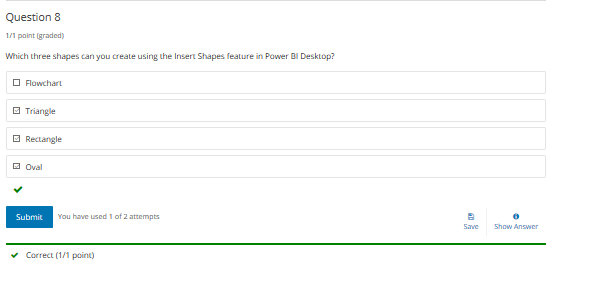 Question 8
1/1 point (graded)
Which three shapes can you create using the Insert Shapes feature in Power BI Desktop?
Flowchart
Triangle
Rectangle
Oval
Submit You have used 1 of 2 attempts
Save Show Answer
Correct (1/1 point)